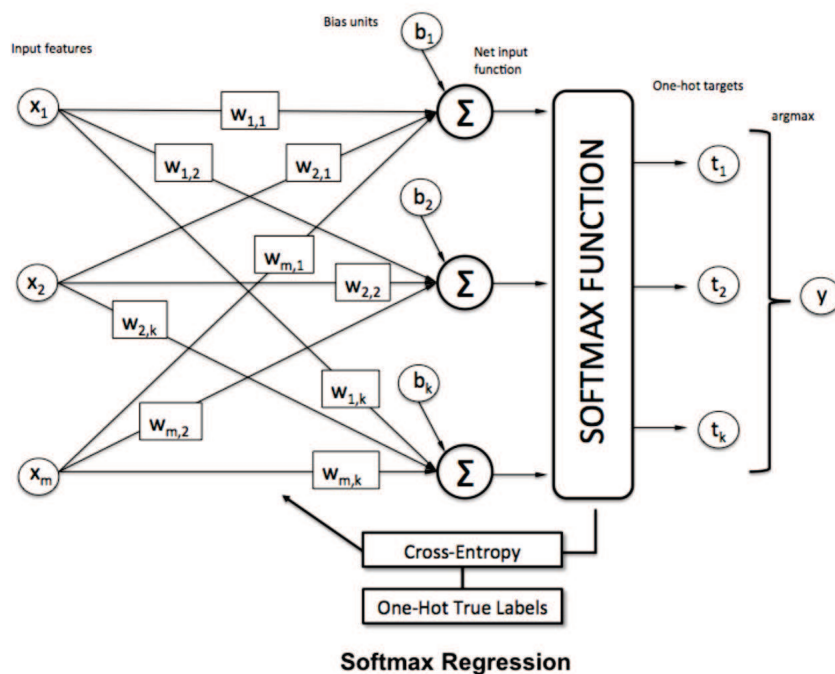 Bias units
b1
Input features
Net input
function
One-hot targets
argmax
x1
w1,1
Σ
w1,2
w2,1
t1
b2
wm,1
x2
w2,2
Σ
SOFTMAX FUNCTION
t2
y
w2,k
bk
w1,k
wm,2
tk
xm
wm,k
Σ
Cross-Entropy
One-Hot True Labels
Softmax Regression